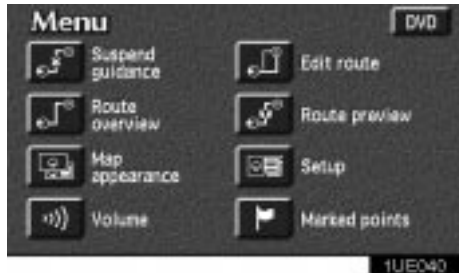 Menu DVD
Suspend
guidance
Edit route
Route
overview
Route preview
Map
appearance
Setup
Volume
Marked points
1UE040